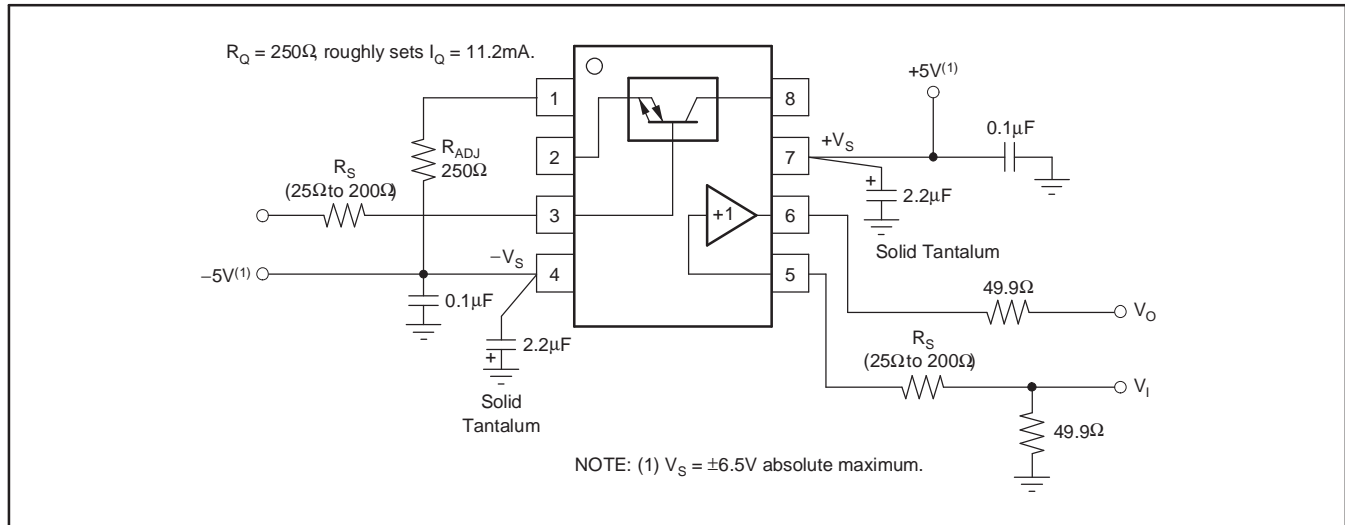 R_Q = 250Ω, roughly sets I_Q = 11.2mA.
+5V(1)
1
8
0.1µF
R_ADJ
250Ω
2
+V_S
7
R_S
(25Ω to 200Ω)
+
2.2µF
3
+1
6
Solid Tantalum
−5V(1)
−V_S
4
5
0.1µF
49.9Ω
V_O
2.2µF
+
R_S
(25Ω to 200Ω)
Solid
Tantalum
V_I
49.9Ω
NOTE: (1) V_S = ±6.5V absolute maximum.